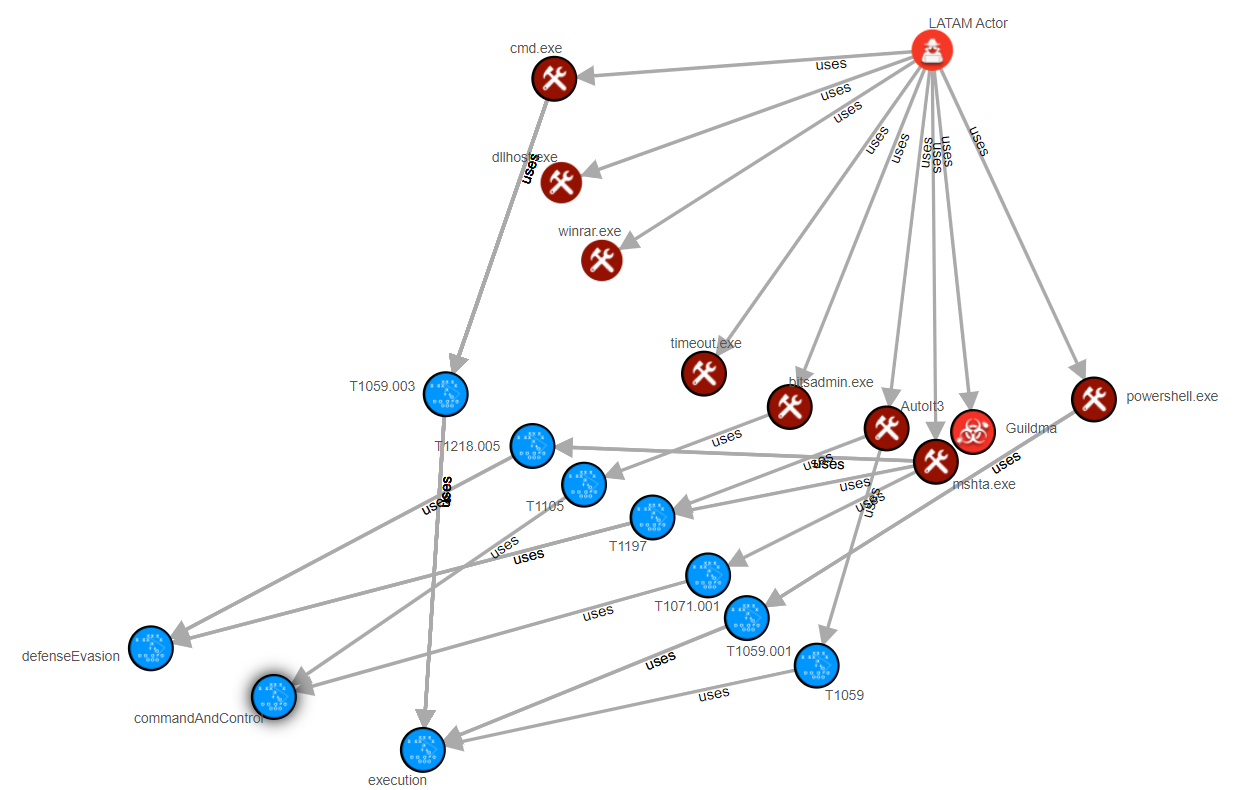 LATAM Actor
cmd.exe
uses
uses
uses
uses
uses
uses
uses
uses
uses
dllhost.exe
uses
winrar.exe
timeout.exe
bitsadmin.exe
T1059.003
powershell.exe
AutoIt3
Guildma
uses
T1218.005
uses
uses
uses
mshta.exe
uses
uses
uses
uses
uses
T1105
T1197
uses
uses
T1071.001
uses
T1059.001
uses
defenseEvasion
uses
T1059
commandAndControl
execution